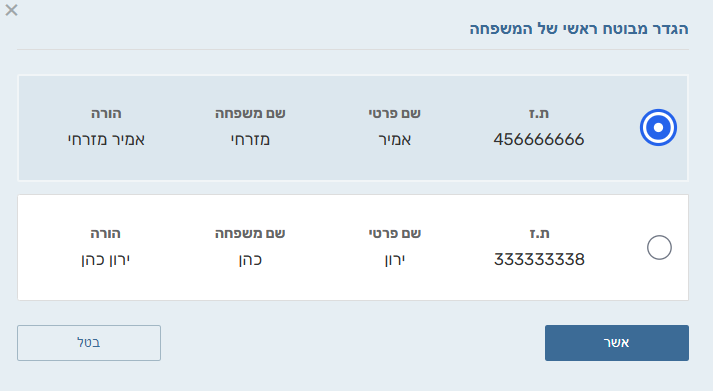 הגדר מבוטח ראשי של המשפחה
ת.ז שם פרטי שם משפחה הורה
456666666 אמיר מזרחי אמיר מזרחי
ת.ז שם פרטי שם משפחה הורה
333333338 ירון כהן ירון כהן
אשר בטל